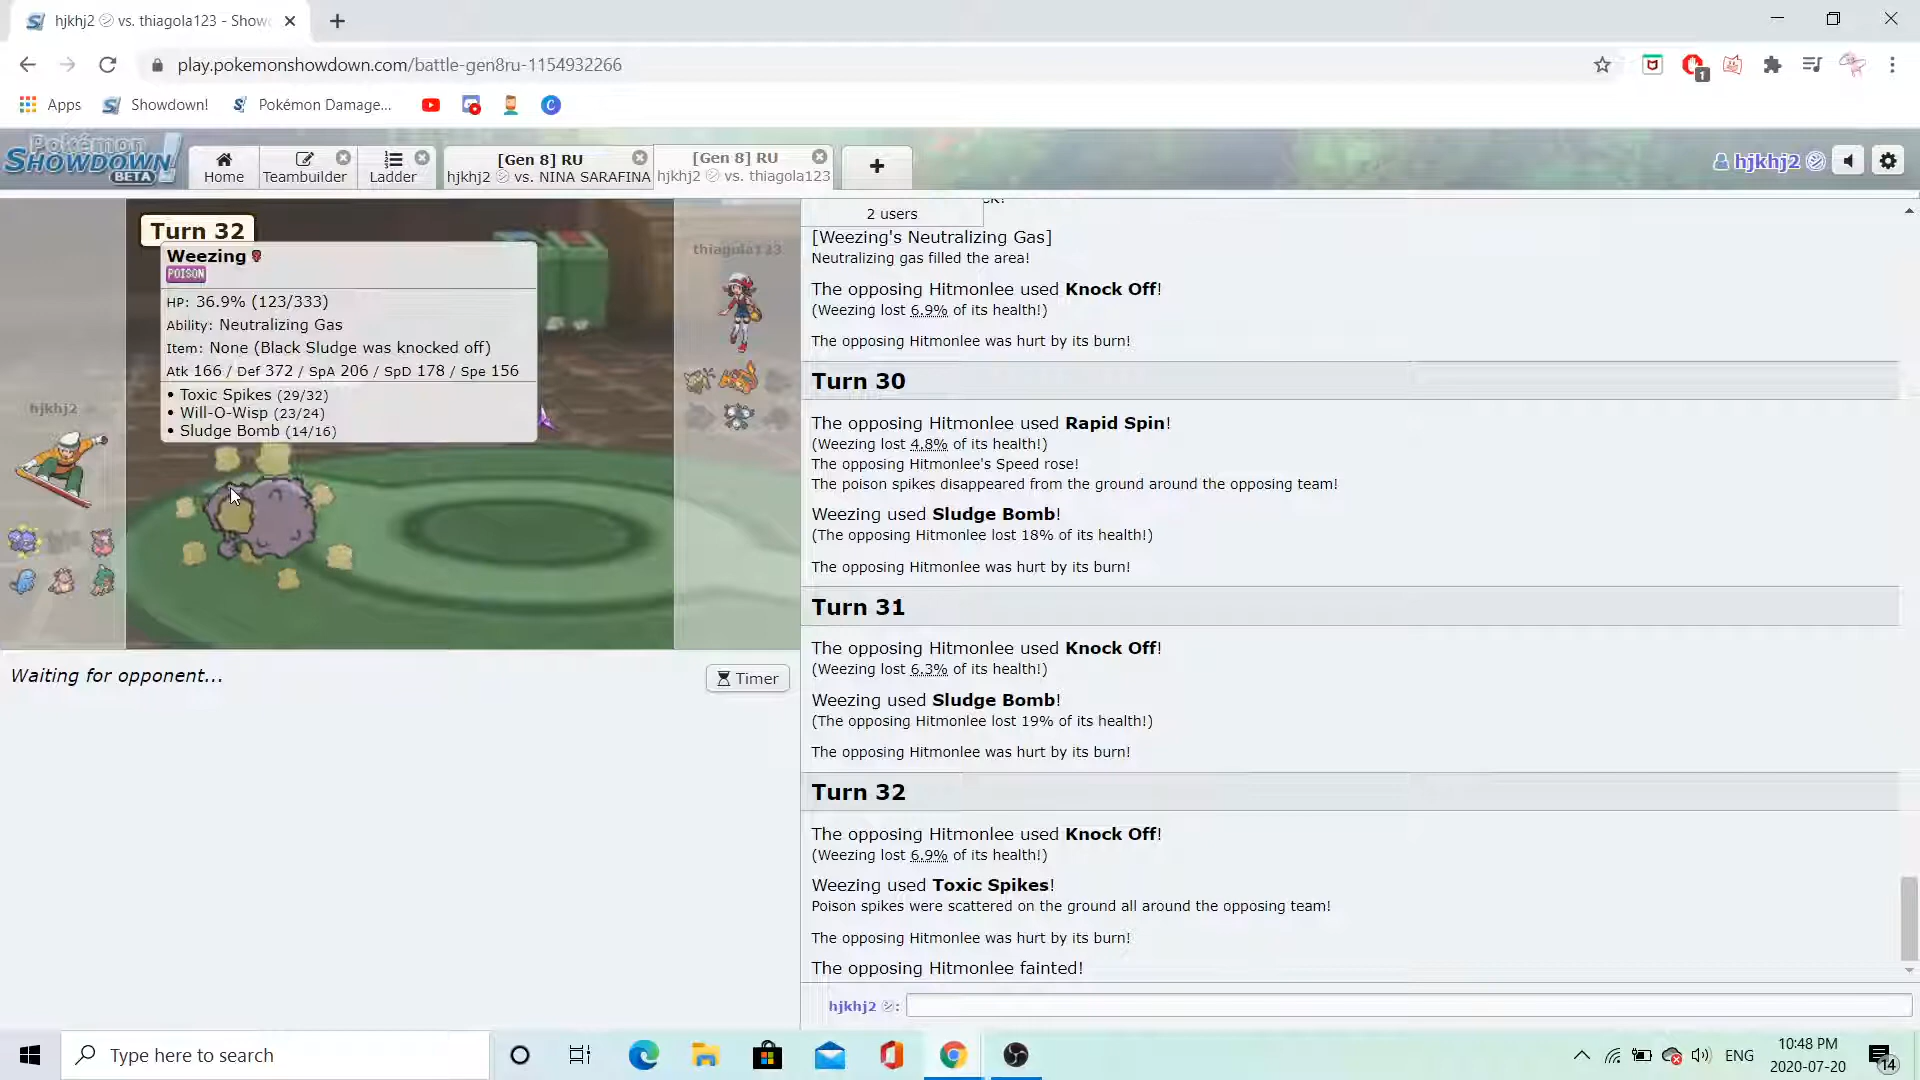 hjkhj2 vs. thiagola123 - Show
play.pokemonshowdown.com/battle-gen8ru-1154932266
1
Apps
Showdown!
Pokémon Damage...
Pokémon
SHOWDOWN!
BETA
Home
Teambuilder
Ladder
[Gen 8] RU
hjkhj2 vs. NINA SARAFINA
[Gen 8] RU
hjkhj2 vs. thiagola123
+
hjkhj2
Turn 32
Weezing
POISON
HP: 36.9% (123/333)
Ability: Neutralizing Gas
Item: None (Black Sludge was knocked off)
Atk 166 / Def 372 / SpA 206 / SpD 178 / Spe 156
• Toxic Spikes (29/32)
• Will-O-Wisp (23/24)
• Sludge Bomb (14/16)
thiagola123
hjkhj2
Waiting for opponent...
Timer
2 users
[Weezing's Neutralizing Gas]
Neutralizing gas filled the area!
The opposing Hitmonlee used Knock Off!
(Weezing lost 6.9% of its health!)
The opposing Hitmonlee was hurt by its burn!
Turn 30
The opposing Hitmonlee used Rapid Spin!
(Weezing lost 4.8% of its health!)
The opposing Hitmonlee's Speed rose!
The poison spikes disappeared from the ground around the opposing team!
Weezing used Sludge Bomb!
(The opposing Hitmonlee lost 18% of its health!)
The opposing Hitmonlee was hurt by its burn!
Turn 31
The opposing Hitmonlee used Knock Off!
(Weezing lost 6.3% of its health!)
Weezing used Sludge Bomb!
(The opposing Hitmonlee lost 19% of its health!)
The opposing Hitmonlee was hurt by its burn!
Turn 32
The opposing Hitmonlee used Knock Off!
(Weezing lost 6.9% of its health!)
Weezing used Toxic Spikes!
Poison spikes were scattered on the ground all around the opposing team!
The opposing Hitmonlee was hurt by its burn!
The opposing Hitmonlee fainted!
hjkhj2 :
Type here to search
ENG
10:48 PM
2020-07-20
14